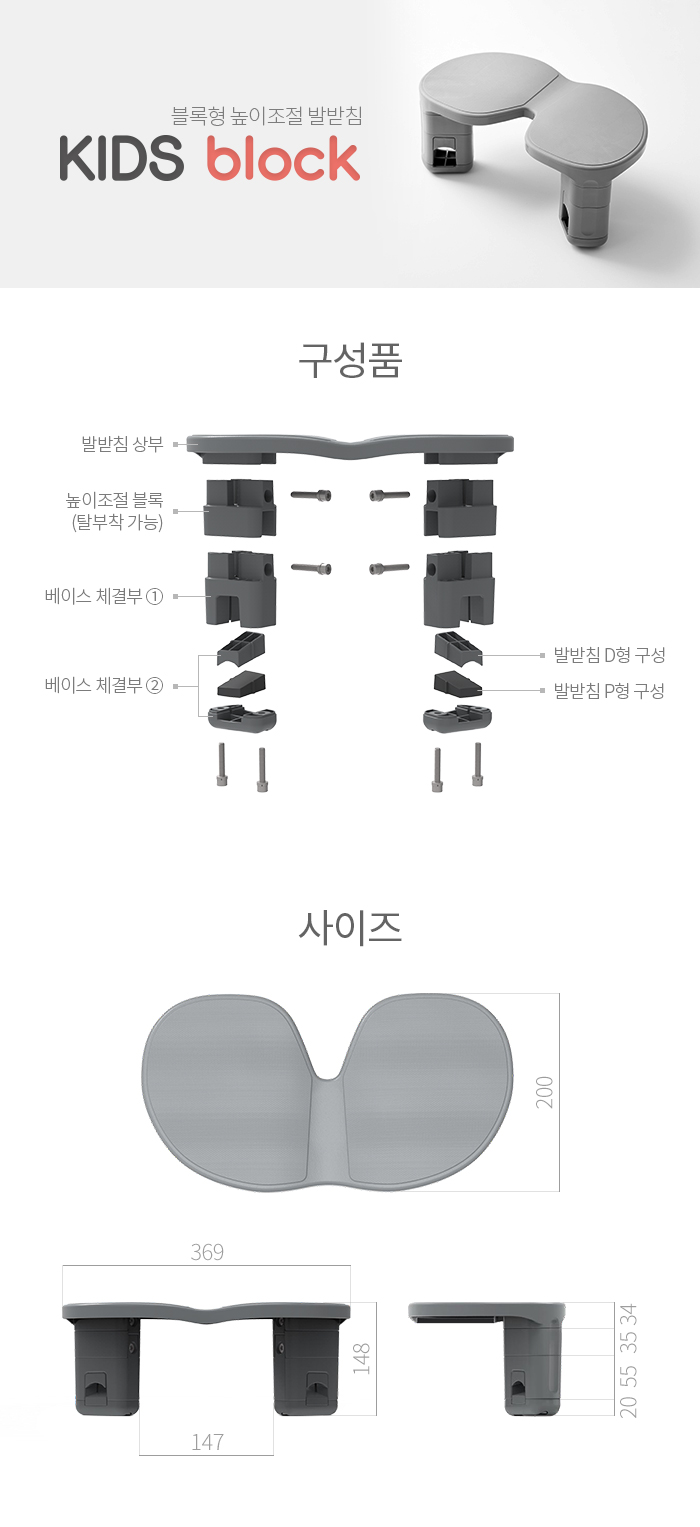 블록형 높이조절 발받침
KIDS block
구성품
발받침 상부
높이조절 블록
(탈부착 가능)
베이스 체결부 ①
베이스 체결부 ②
발받침 D형 구성
발받침 P형 구성
사이즈
200
369
148
147
34
35
55
20